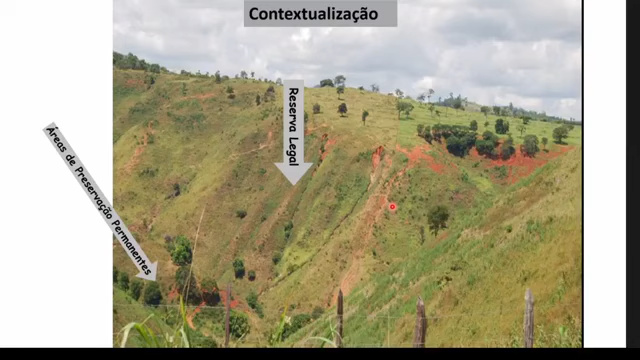 Contextualização
Reserva Legal
Áreas de Preservação Permanentes